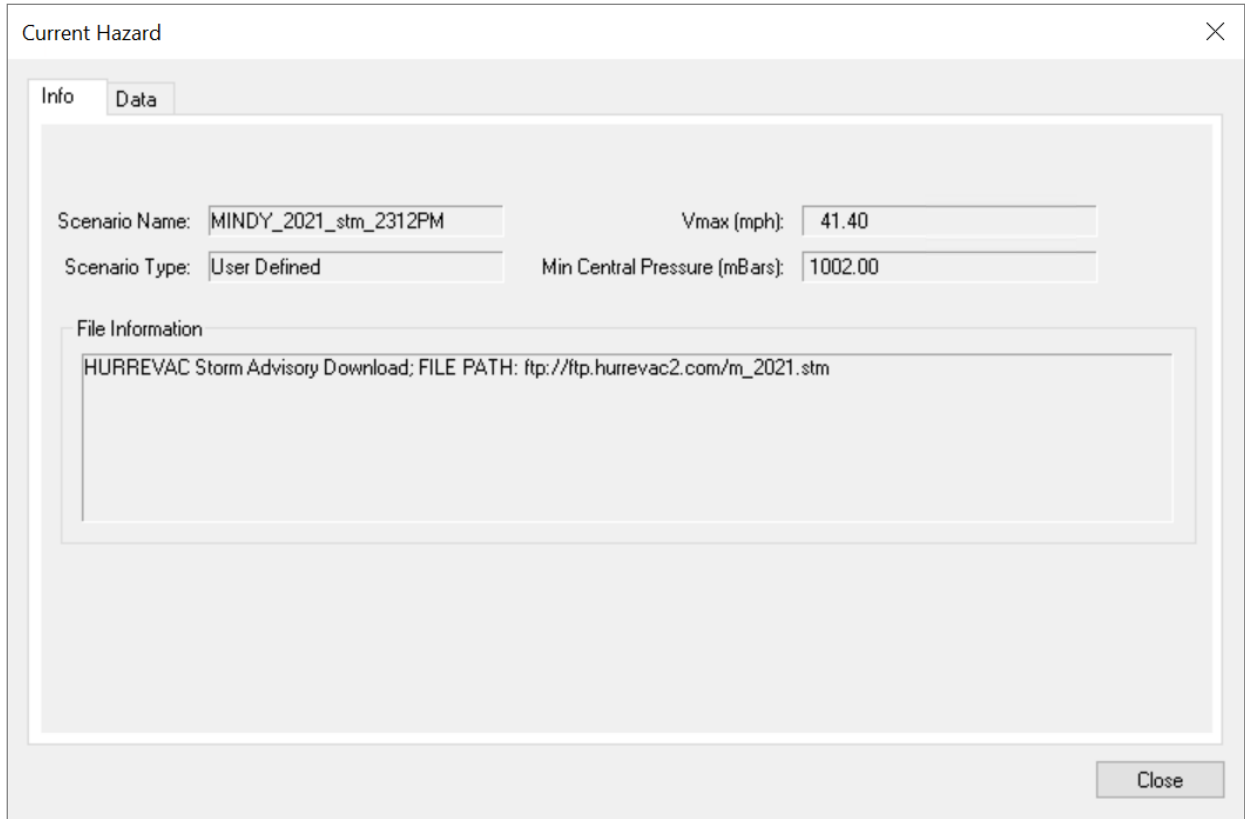 Current Hazard
Info
Data
Scenario Name: MINDY_2021_stm_2312PM
Vmax (mph): 41.40
Scenario Type: User Defined
Min Central Pressure (mBars): 1002.00
File Information
HURREVAC Storm Advisory Download; FILE PATH: ftp://ftp.hurrevac2.com/m_2021.stm
Close